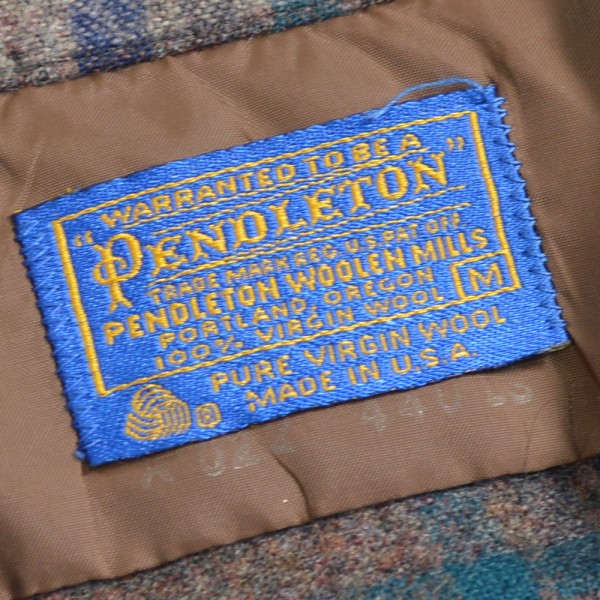 WARRANTED TO BE A
"PENDLETON"
TRADE MARK REG. U.S. PAT. OFF.
PENDLETON WOOLEN MILLS
PORTLAND, OREGON
100% VIRGIN WOOL M
PURE VIRGIN WOOL
® MADE IN U.S.A.